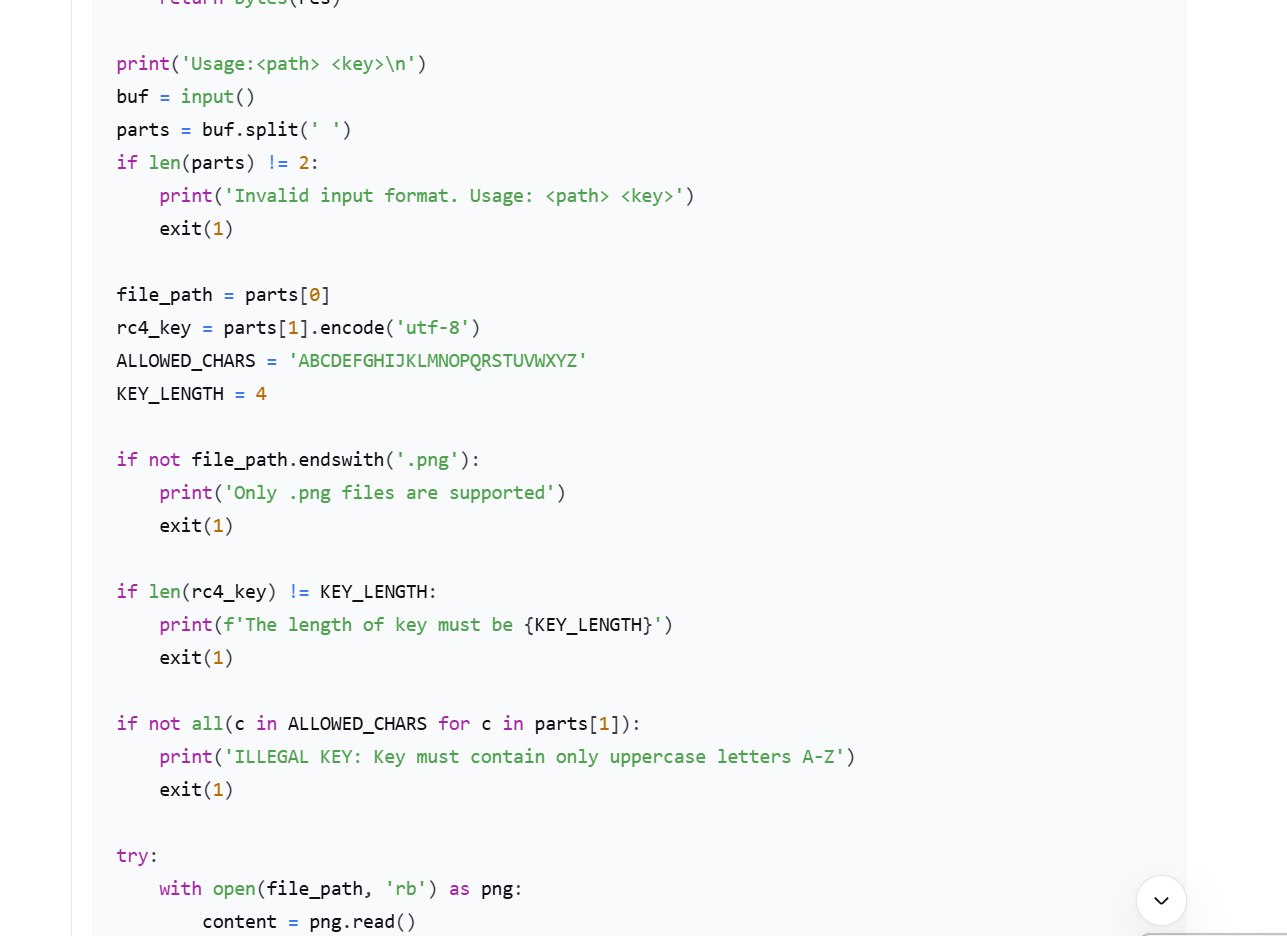 return bytes(res)
print('Usage:<path> <key>\n')
buf = input()
parts = buf.split(' ')
if len(parts) != 2:
    print('Invalid input format. Usage: <path> <key>')
    exit(1)
file_path = parts[0]
rc4_key = parts[1].encode('utf-8')
ALLOWED_CHARS = 'ABCDEFGHIJKLMNOPQRSTUVWXYZ'
KEY_LENGTH = 4
if not file_path.endswith('.png'):
    print('Only .png files are supported')
    exit(1)
if len(rc4_key) != KEY_LENGTH:
    print(f'The length of key must be {KEY_LENGTH}')
    exit(1)
if not all(c in ALLOWED_CHARS for c in parts[1]):
    print('ILLEGAL KEY: Key must contain only uppercase letters A-Z')
    exit(1)
try:
    with open(file_path, 'rb') as png:
        content = png.read()